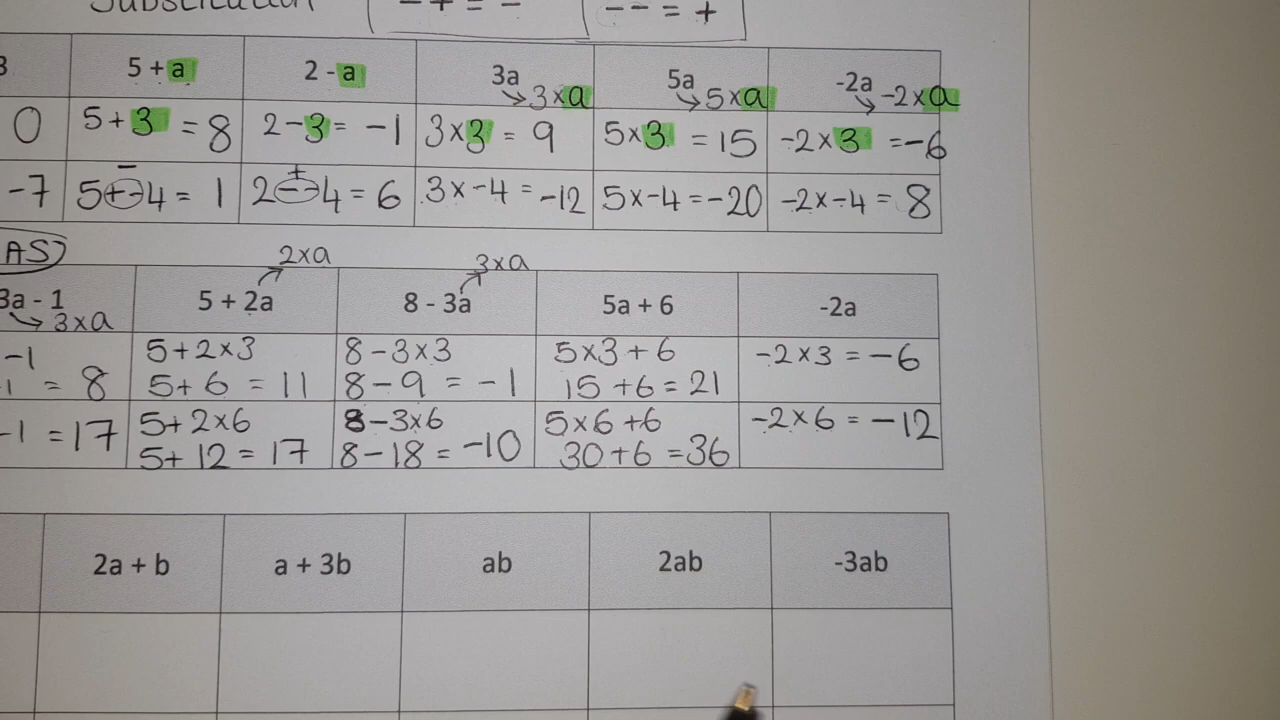 Substitution - + = - - - = +
3 5 + a 2 - a 3a 5a -2a
3×a 5×a -2×a
0 5+3 = 8 2-3 = -1 3×3 = 9 5×3 = 15 -2×3 = -6
- +
-7 5+-4 = 1 2--4 = 6 3×-4 = -12 5×-4 = -20 -2×-4 = 8
AS) 2×a 3×a
3a - 1 5 + 2a 8 - 3a 5a + 6 -2a
3×a
-1 5+2×3 8-3×3 5×3+6 -2×3 = -6
-1 = 8 5+6 = 11 8-9 = -1 15+6 = 21
-1 = 17 5+2×6 8-3×6 5×6+6 -2×6 = -12
5+12 = 17 8-18 = -10 30+6 = 36
2a + b a + 3b ab 2ab -3ab